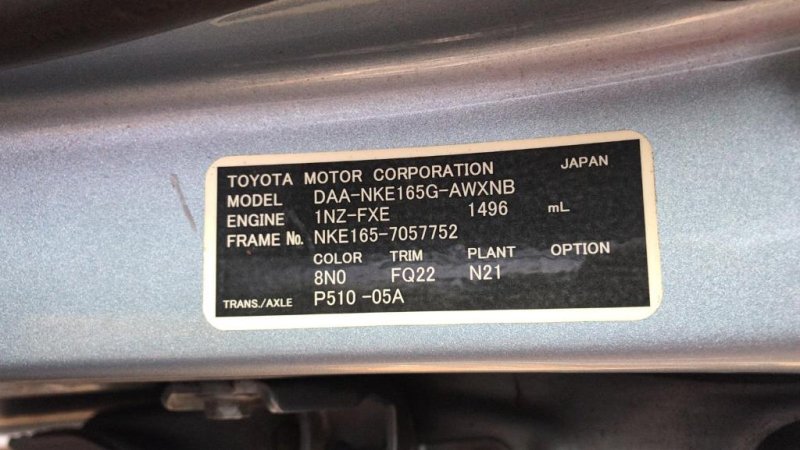 TOYOTA MOTOR CORPORATION JAPAN
MODEL DAA-NKE165G-AWXNB
ENGINE 1NZ-FXE 1496 mL
FRAME No. NKE165-7057752
COLOR TRIM PLANT OPTION
8N0 FQ22 N21
TRANS./AXLE P510 -05A